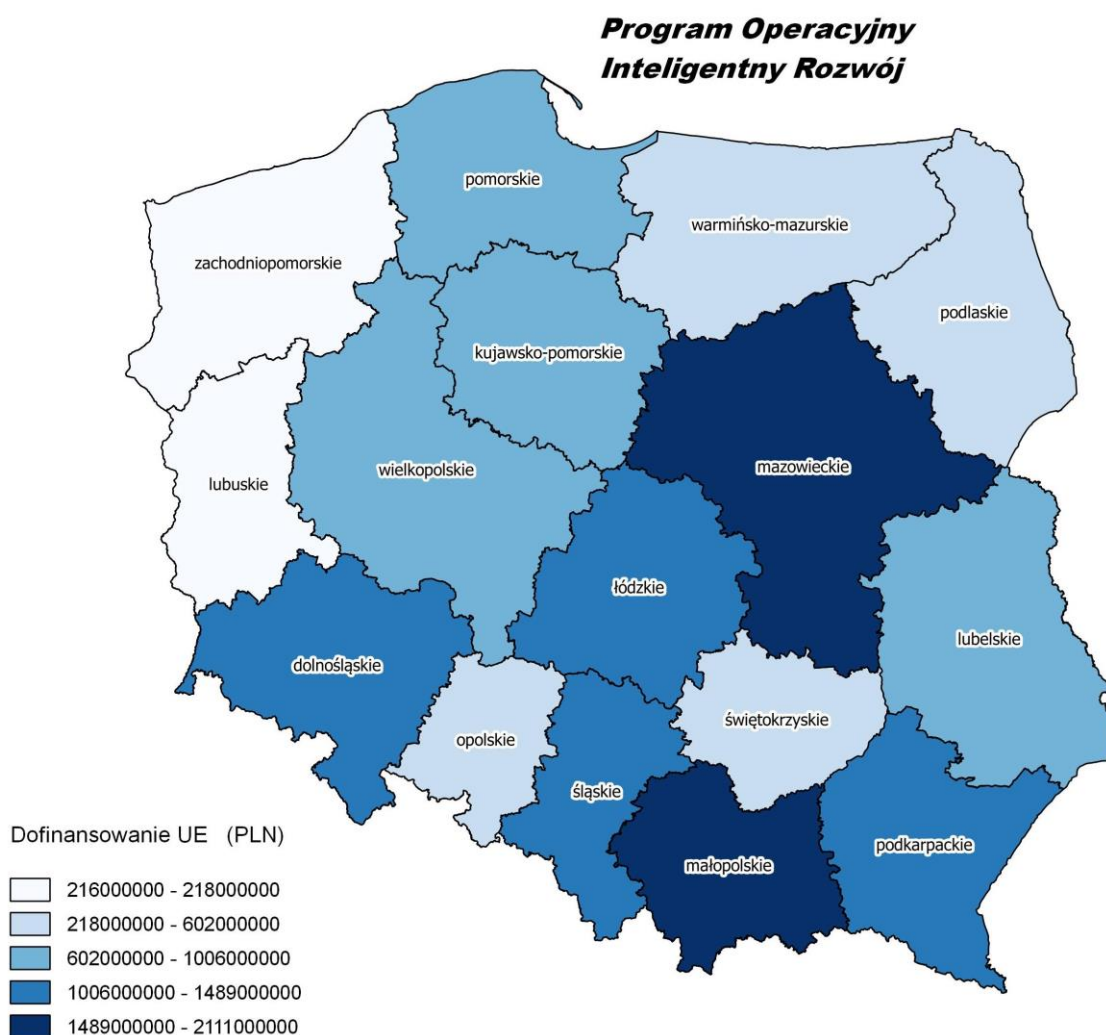 Program Operacyjny
Inteligentny Rozwój
pomorskie
warmińsko-mazurskie
zachodniopomorskie
podlaskie
kujawsko-pomorskie
mazowieckie
wielkopolskie
lubuskie
łódzkie
lubelskie
dolnośląskie
świętokrzyskie
opolskie
śląskie
podkarpackie
małopolskie
Dofinansowanie UE (PLN)
216000000 - 218000000
218000000 - 602000000
602000000 - 1006000000
1006000000 - 1489000000
1489000000 - 2111000000